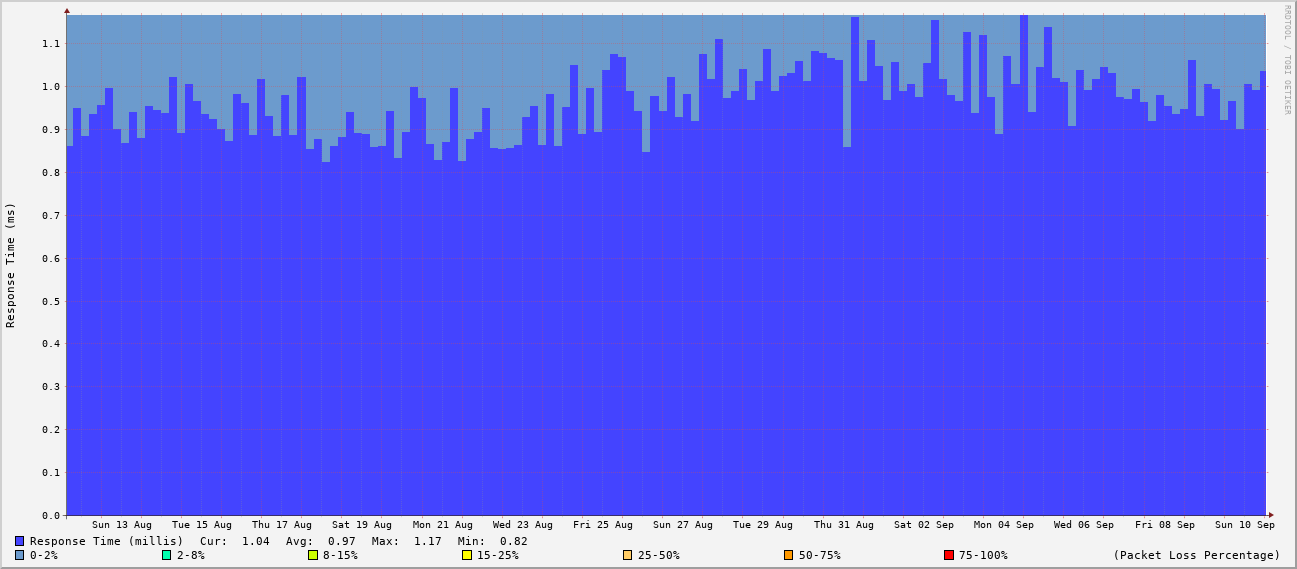 RRDTOOL / TOBI OETIKER
Response Time (ms)
1.1
1.0
0.9
0.8
0.7
0.6
0.5
0.4
0.3
0.2
0.1
0.0
Sun 13 Aug Tue 15 Aug Thu 17 Aug Sat 19 Aug Mon 21 Aug Wed 23 Aug Fri 25 Aug Sun 27 Aug Tue 29 Aug Thu 31 Aug Sat 02 Sep Mon 04 Sep Wed 06 Sep Fri 08 Sep Sun 10 Sep
Response Time (millis) Cur: 1.04 Avg: 0.97 Max: 1.17 Min: 0.82
0-2% 2-8% 8-15% 15-25% 25-50% 50-75% 75-100% (Packet Loss Percentage)